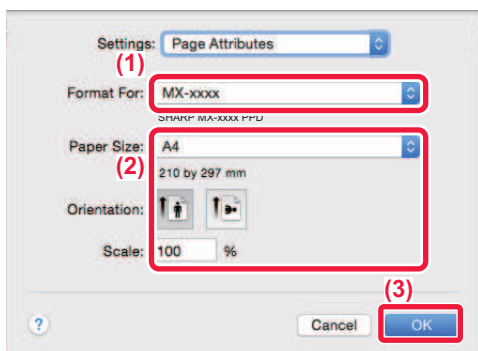 Settings: Page Attributes
(1)
Format For: MX-xxxx
SHARP MX-xxxx PPD
Paper Size: A4
(2)
210 by 297 mm
Orientation:
Scale: 100 %
(3)
? Cancel OK